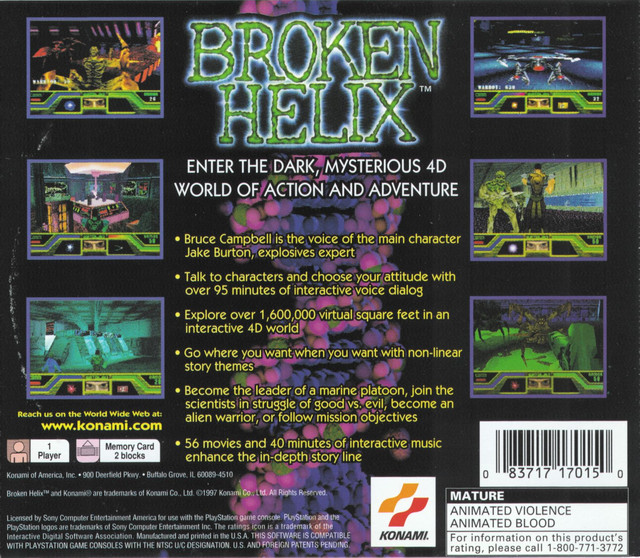 BROKEN
HELIX™
ENTER THE DARK, MYSTERIOUS 4D
WORLD OF ACTION AND ADVENTURE
• Bruce Campbell is the voice of the main character
Jake Burton, explosives expert
• Talk to characters and choose your attitude with
over 95 minutes of interactive voice dialog
• Explore over 1,600,000 virtual square feet in an
interactive 4D world
• Go where you want when you want with non-linear
story themes
• Become the leader of a marine platoon, join the
scientists in struggle of good vs. evil, become an
alien warrior, or follow mission objectives
• 56 movies and 40 minutes of interactive music
enhance the in-depth story line
Reach us on the World Wide Web at:
www.konami.com
1
Player
Memory Card
2 blocks
Konami of America, Inc. • 900 Deerfield Pkwy. • Buffalo Grove, IL 60089-4510
Broken Helix™ and Konami® are trademarks of Konami Co., Ltd. ©1997 Konami Co., Ltd. All Rights Reserved.
Licensed by Sony Computer Entertainment America for use with the PlayStation game console. PlayStation and the
PlayStation logos are trademarks of Sony Computer Entertainment Inc. The ratings icon is a trademark of the
Interactive Digital Software Association. Manufactured and printed in the U.S.A. THIS SOFTWARE IS COMPATIBLE
WITH PLAYSTATION GAME CONSOLES WITH THE NTSC U/C DESIGNATION. U.S. AND FOREIGN PATENTS PENDING.
KONAMI®
0 83717 17015 0
MATURE
ANIMATED VIOLENCE
ANIMATED BLOOD
For information on this product's
rating, please call 1-800-771-3772